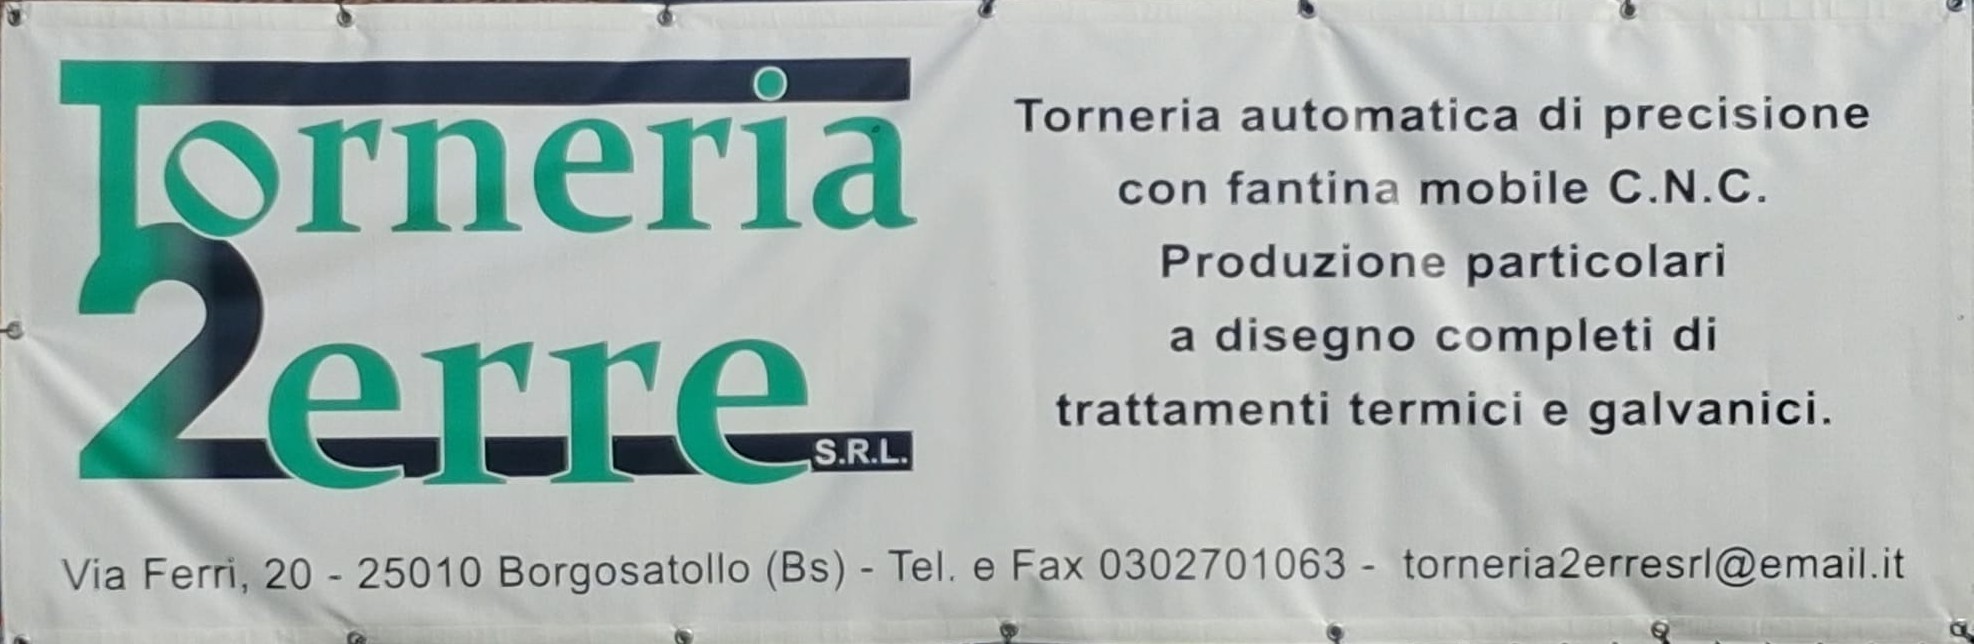 Torneria
2erre
S.R.L.
Torneria automatica di precisione
con fantina mobile C.N.C.
Produzione particolari
a disegno completi di
trattamenti termici e galvanici.
Via Ferri, 20 - 25010 Borgosatollo (Bs) - Tel. e Fax 0302701063 - torneria2erresrl@email.it